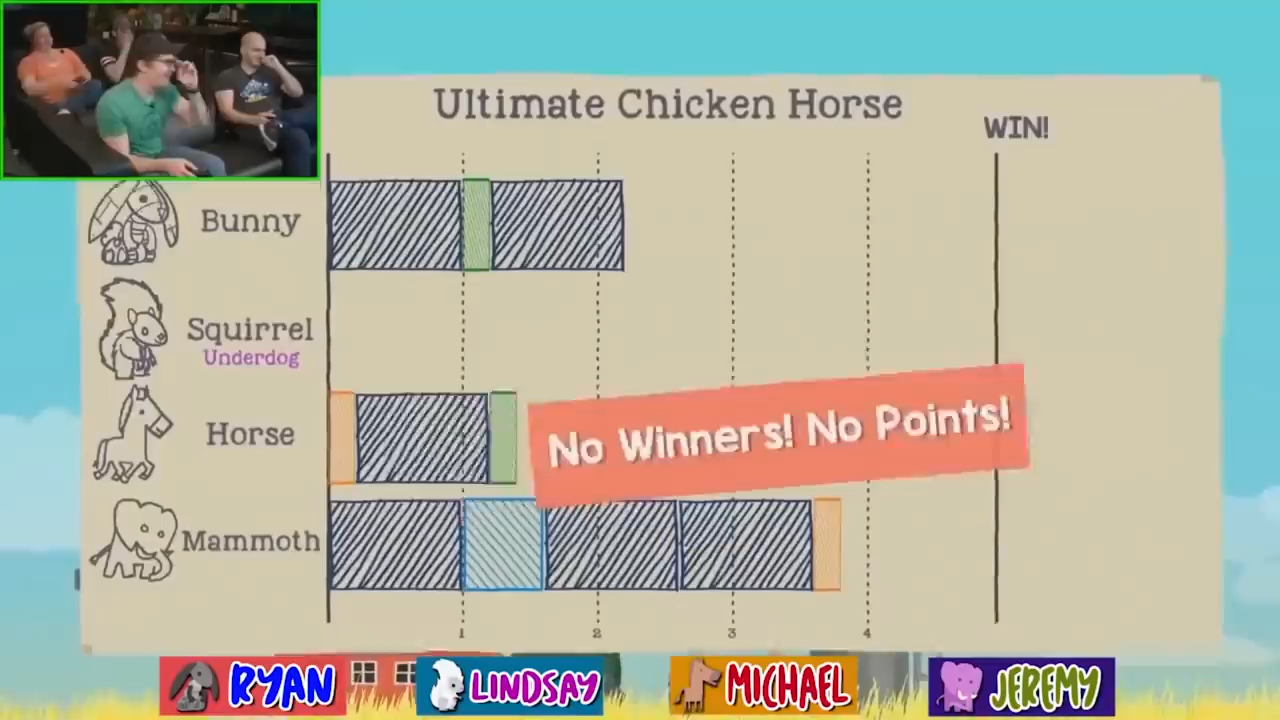 Ultimate Chicken Horse
WIN!
Bunny
Squirrel
Underdog
Horse
No Winners! No Points!
Mammoth
1 2 3 4
RYAN LINDSAY MICHAEL JEREMY